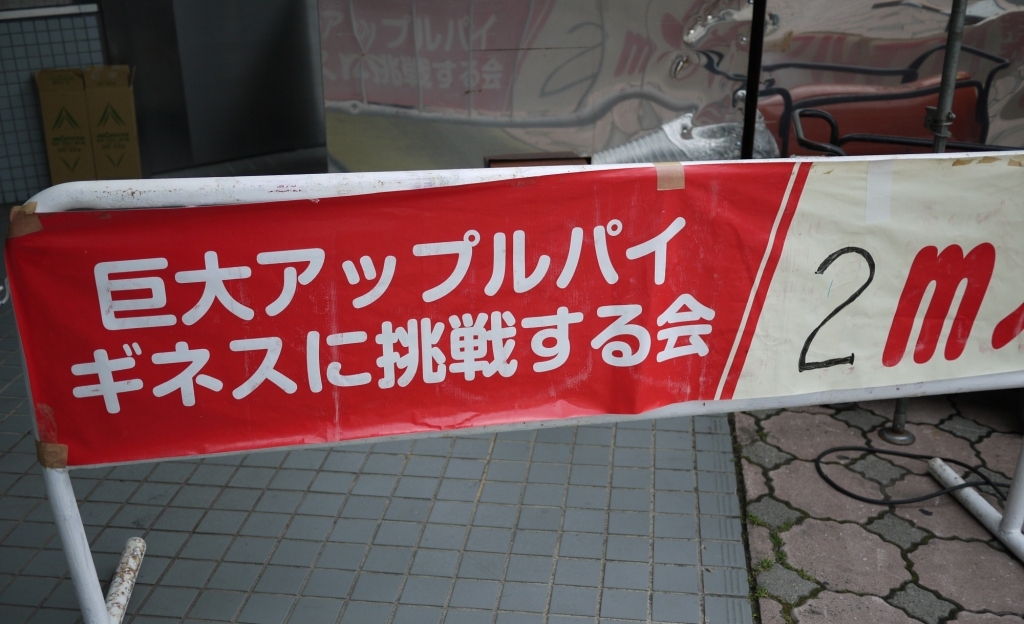 巨大アップルパイ
ギネスに挑戦する会
2m